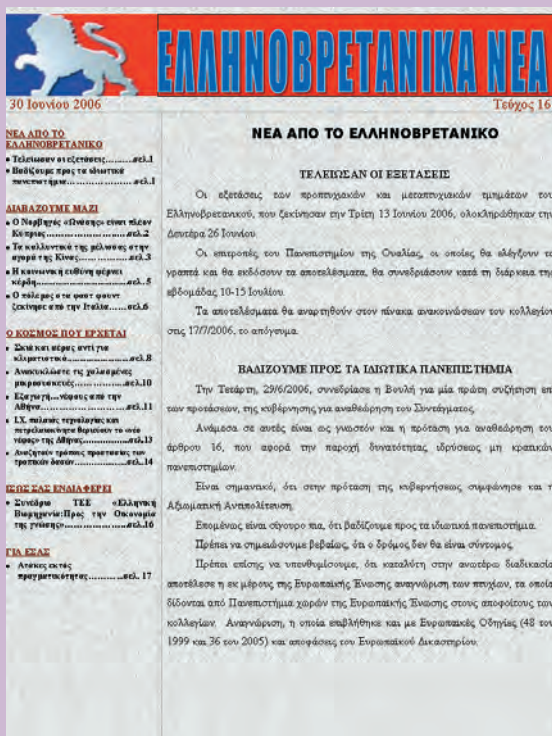 ΕΛΛΗΝΟΒΡΕΤΑΝΙΚΑ ΝΕΑ
30 Ιουνίου 2006
Τεύχος 16
ΝΕΑ ΑΠΟ ΤΟ
ΕΛΛΗΝΟΒΡΕΤΑΝΙΚΟ
• Τελείωσαν οι εξετάσεις.........σελ.1
• Βαδίζουμε προς τα ιδιωτικά
πανεπιστήμια.......................σελ.1
ΔΙΑΒΑΖΟΥΜΕ ΜΑΖΙ
• Ο Νορβηγός «Ωνάσης» είναι πλέον
Κύπριος..............................σελ.2
• Τα καλλυντικά της μέλισσας στην
αγορά της Κίνας...................σελ.3
• Η κοινωνική ευθύνη φέρνει
κέρδη.................................σελ. 5
• Ο πόλεμος στα φαστ φουντ
ξεκίνησε από την Ιταλία......σελ.6
Ο ΚΟΣΜΟΣ ΠΟΥ ΕΡΧΕΤΑΙ
• Σκιά και αέρας αντί για
κλιματιστικά.......................σελ.8
• Ανακυκλώστε τις χαλασμένες
μικροσυσκευές....................σελ.10
• Εξαγωγή...νέφους από την
Αθήνα................................σελ.11
• Ι.Χ. παλαιάς τεχνολογίας και
πετρελαιοκίνητα θεριεύουν το «νέο
νέφος» της Αθήνας................σελ.13
• Αναζητούν τρόπους προστασίας των
τροπικών δασών..................σελ.14
ΙΣΩΣ ΣΑΣ ΕΝΔΙΑΦΕΡΕΙ
• Συνέδριο ΤΕΕ «Ελληνική
Βιομηχανία:Προς την Οικονομία
της γνώσης»........................σελ.16
ΓΙΑ ΕΣΑΣ
• Ατάκες εκτός
πραγματικότητας............σελ. 17
ΝΕΑ ΑΠΟ ΤΟ ΕΛΛΗΝΟΒΡΕΤΑΝΙΚΟ
ΤΕΛΕΙΩΣΑΝ ΟΙ ΕΞΕΤΑΣΕΙΣ
Οι εξετάσεις των προπτυχιακών και μεταπτυχιακών τμημάτων του
Ελληνοβρετανικού, που ξεκίνησαν την Τρίτη 13 Ιουνίου 2006, ολοκληρώθηκαν την
Δευτέρα 26 Ιουνίου.
Οι επιτροπές του Πανεπιστημίου της Ουαλίας, οι οποίες θα ελέγξουν τα
γραπτά και θα εκδόσουν τα αποτελέσματα, θα συνεδριάσουν κατά τη διάρκεια της
εβδομάδας 10-15 Ιουλίου.
Τα αποτελέσματα θα αναρτηθούν στον πίνακα ανακοινώσεων του κολλεγίου
στις 17/7/2006, το απόγευμα.
ΒΑΔΙΖΟΥΜΕ ΠΡΟΣ ΤΑ ΙΔΙΩΤΙΚΑ ΠΑΝΕΠΙΣΤΗΜΙΑ
Την Τετάρτη, 29/6/2006, συνεδρίασε η Βουλή για μία πρώτη συζήτηση επί
των προτάσεων, της κυβέρνησης για αναθεώρηση του Συντάγματος.
Ανάμεσα σε αυτές είναι ως γνωστόν και η πρόταση για αναθεώρηση του
άρθρου 16, που αφορά την παροχή δυνατότητας ιδρύσεως μη κρατικών
πανεπιστημίων.
Είναι σημαντικό, ότι στην πρόταση της κυβερνήσεως συμφώνησε και η
Αξιωματική Αντιπολίτευση.
Επομένως είναι σίγουρο πια, ότι βαδίζουμε προς τα ιδιωτικά πανεπιστήμια.
Πρέπει να σημειώσουμε βεβαίως, ότι ο δρόμος δεν θα είναι σύντομος.
Πρέπει επίσης να υπενθυμίσουμε, ότι καταλύτη στην ανωτέρω διαδικασία
αποτέλεσε η εκ μέρους της Ευρωπαϊκής Ένωσης αναγνώριση των πτυχίων, τα οποία
δίδονται από Πανεπιστήμια χωρών της Ευρωπαϊκής Ένωσης στους αποφοίτους των
κολλεγίων. Αναγνώριση, η οποία επιβλήθηκε και με Ευρωπαϊκές Οδηγίες (48 του
1999 και 36 του 2005) και αποφάσεις του Ευρωπαϊκού Δικαστηρίου.